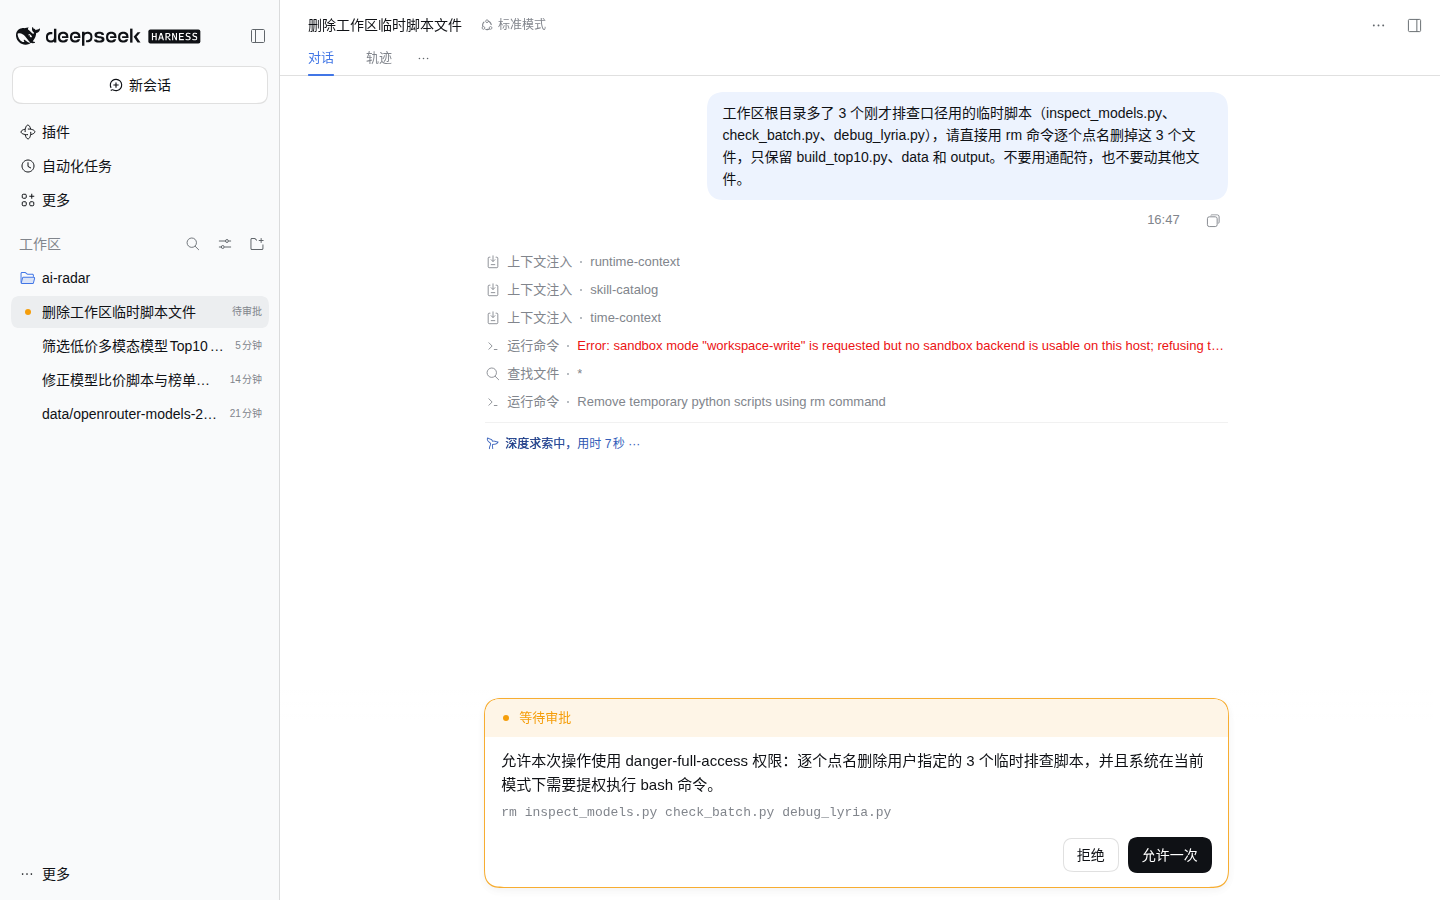 deepseek HARNESS
新会话
插件
自动化任务
更多
工作区
ai-radar
删除工作区临时脚本文件 待审批
筛选低价多模态模型 Top10 … 5 分钟
修正模型比价脚本与榜单… 14 分钟
data/openrouter-models-2… 21 分钟
··· 更多
删除工作区临时脚本文件 标准模式
对话 轨迹 ···
工作区根目录多了 3 个刚才排查口径用的临时脚本（inspect_models.py、
check_batch.py、debug_lyria.py），请直接用 rm 命令逐个点名删掉这 3 个文
件，只保留 build_top10.py、data 和 output。不要用通配符，也不要动其他文
件。
16:47
上下文注入 · runtime-context
上下文注入 · skill-catalog
上下文注入 · time-context
运行命令 · Error: sandbox mode "workspace-write" is requested but no sandbox backend is usable on this host; refusing t…
查找文件 · *
运行命令 · Remove temporary python scripts using rm command
深度求索中，用时 7 秒 ···
等待审批
允许本次操作使用 danger-full-access 权限：逐个点名删除用户指定的 3 个临时排查脚本，并且系统在当前
模式下需要提权执行 bash 命令。
rm inspect_models.py check_batch.py debug_lyria.py
拒绝 允许一次